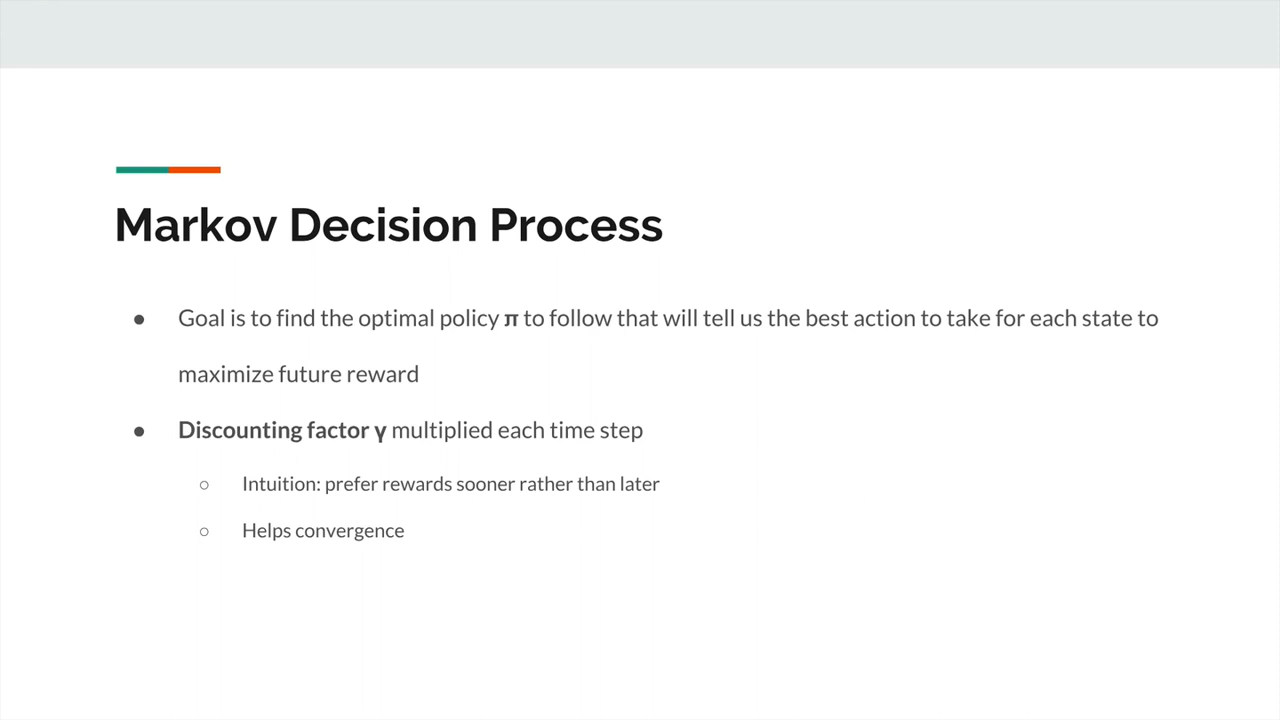 Markov Decision Process
● Goal is to find the optimal policy π to follow that will tell us the best action to take for each state to
maximize future reward
● Discounting factor γ multiplied each time step
○ Intuition: prefer rewards sooner rather than later
○ Helps convergence